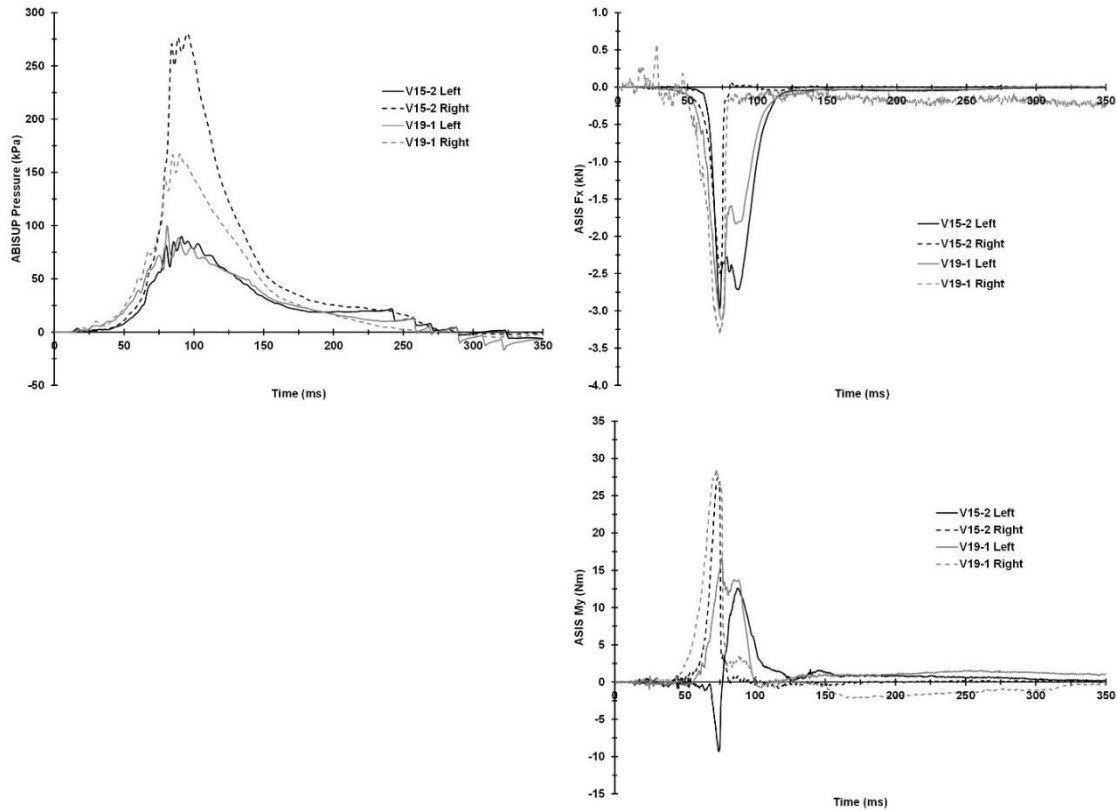 300
250
200
150
100
50
0
-50
ABISUP Pressure (kPa)
V15-2 Left
V15-2 Right
V19-1 Left
V19-1 Right
0 50 100 150 200 250 300 350
Time (ms)
1.0
0.5
0.0
-0.5
-1.0
-1.5
-2.0
-2.5
-3.0
-3.5
-4.0
ASIS Fx (kN)
0 50 100 150 200 250 300 350
V15-2 Left
V15-2 Right
V19-1 Left
V19-1 Right
Time (ms)
35
30
25
20
15
10
5
0
-5
-10
-15
ASIS My (Nm)
V15-2 Left
V15-2 Right
V19-1 Left
V19-1 Right
0 50 100 150 200 250 300 350
Time (ms)